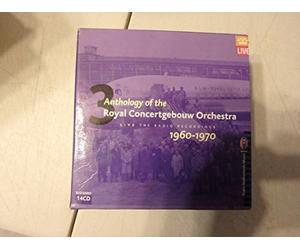 LIVE
3
Anthology of the
Royal Concertgebouw Orchestra
LIVE THE RADIO RECORDINGS
1960-1970
14CD